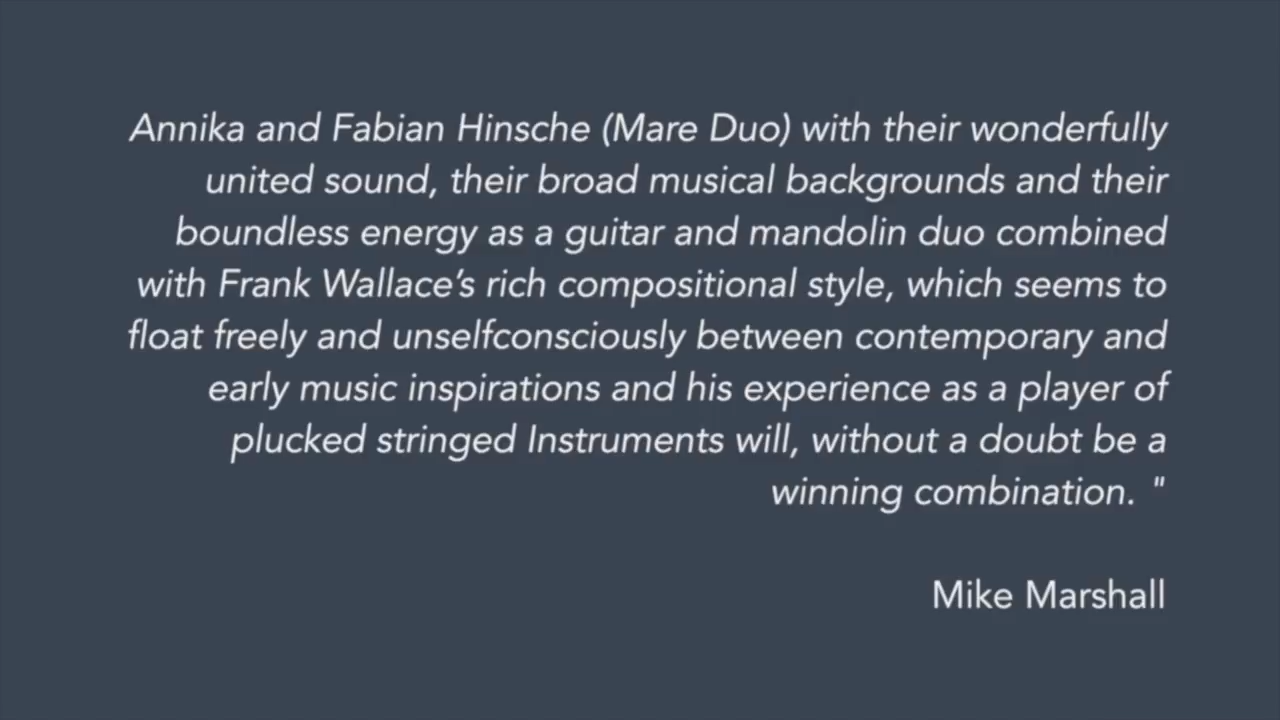 Annika and Fabian Hinsche (Mare Duo) with their wonderfully
united sound, their broad musical backgrounds and their
boundless energy as a guitar and mandolin duo combined
with Frank Wallace’s rich compositional style, which seems to
float freely and unselfconsciously between contemporary and
early music inspirations and his experience as a player of
plucked stringed Instruments will, without a doubt be a
winning combination. "
Mike Marshall